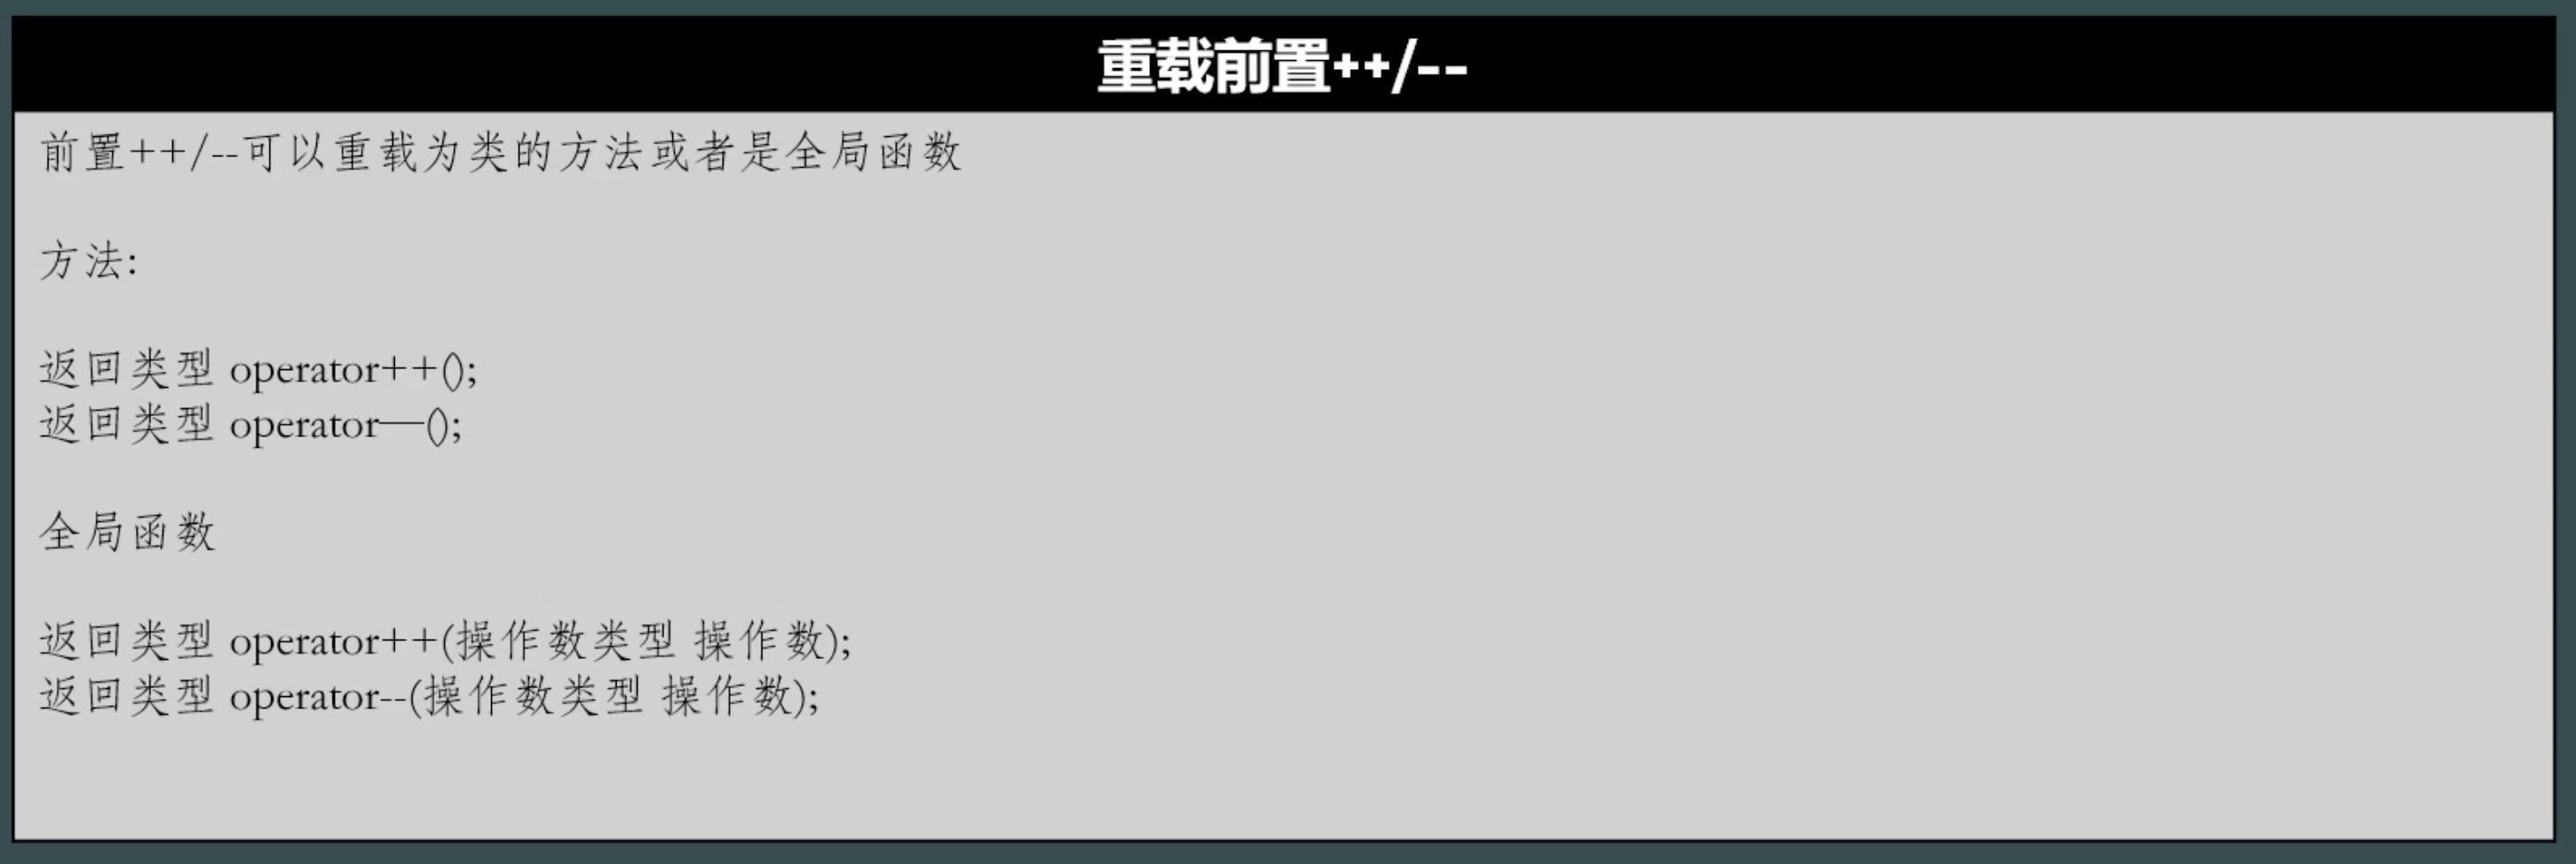 重载前置++/--
前置++/--可以重载为类的方法或者是全局函数
方法:
返回类型 operator++();
返回类型 operator—();
全局函数
返回类型 operator++(操作数类型 操作数);
返回类型 operator--(操作数类型 操作数);